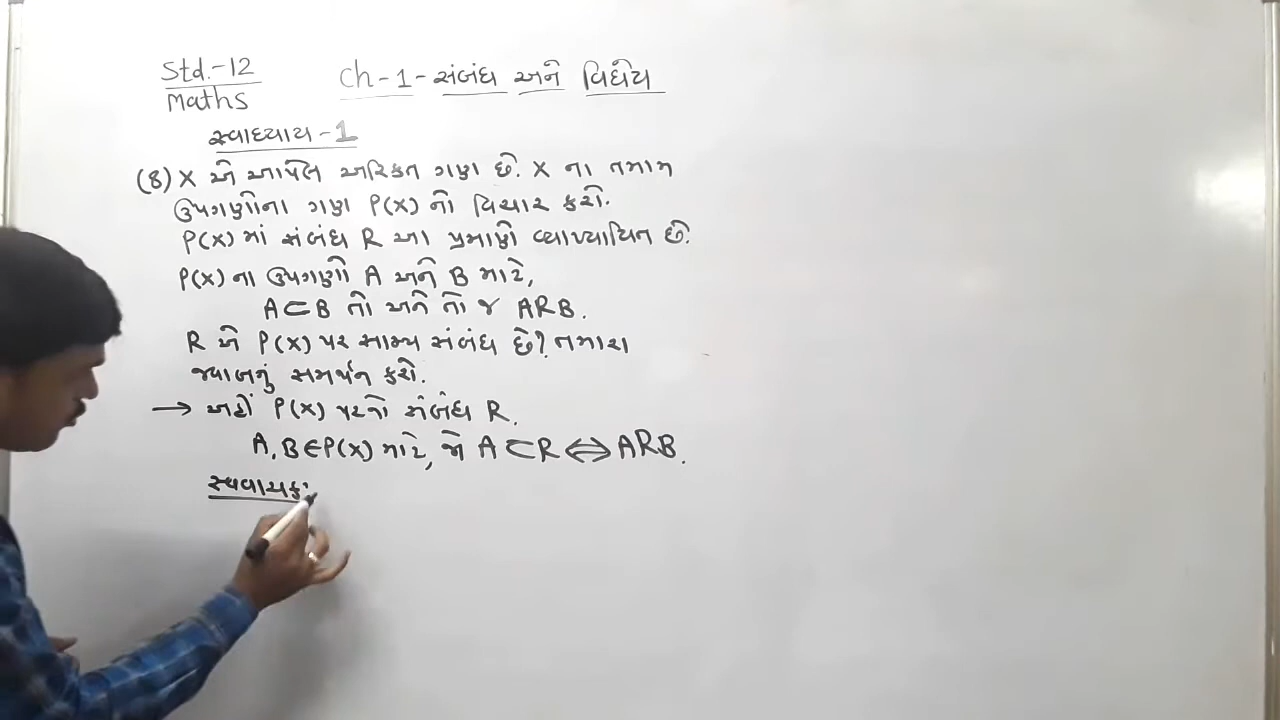 Std.-12
Maths
Ch-1-સંબંધ અને વિધેય
સ્વાધ્યાય-1
(8) X એ આપેલ અરિક્ત ગણ છે. X ના તમામ
ઉપગણોના ગણ P(X) નો વિચાર કરો.
P(X) માં સંબંધ R આ પ્રમાણે વ્યાખ્યાયિત છે.
P(X) ના ઉપગણો A અને B માટે,
A⊂B તો અને તો જ ARB.
R એ P(X) પર સામ્ય સંબંધ છે? તમારા
જવાબનું સમર્થન કરો.
→ અહીં P(X) પરનો સંબંધ R.
A, B∈P(X) માટે, જો A⊂R ⇔ ARB.
સ્વવાચક: